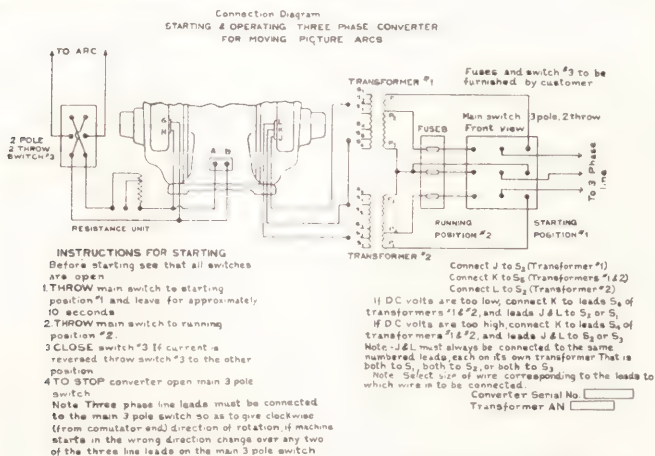 Connection Diagram
STARTING & OPERATING THREE PHASE CONVERTER
FOR MOVING PICTURE ARCS
TO ARC
2 POLE
2 THROW
SWITCH #3
RESISTANCE UNIT
A B
TRANSFORMER #1
TRANSFORMER #2
FUSES
Fuses and switch #3 to be
furnished by customer
Main switch 3 pole, 2 throw
Front view
To 3 Phase
line
RUNNING
POSITION #2
STARTING
POSITION #1
INSTRUCTIONS FOR STARTING
Before starting see that all switches
are open
1. THROW main switch to starting
position #1 and leave for approximately
10 seconds
2. THROW main switch to running
position #2.
3 CLOSE switch #3 If current is
reversed throw switch #3 to the other
position
4 TO STOP converter open main 3 pole
switch
Note Three phase line leads must be connected
to the main 3 pole switch so as to give clockwise
(from comutator end) direction of rotation, if machine
starts in the wrong direction change over any two
of the three line leads on the main 3 pole switch
Connect J to S2 (Transformer #1)
Connect K to (Transformers #1 & 2)
Connect L to S2 (Transformer #2)
If DC volts are too low, connect K to leads of
transformers #1 & #2, and leads J & L to S2 or S1
If DC volts are too high, connect K to leads S4 of
transformers #1 & #2, and leads J & L to S2 or S3
Note - J & L must always be connected to the same
numbered leads, each on it's own transformer That is
both to S1, both to S2, or both to S3
Note Select size of wire corresponding to the leads to
which wire is to be connected.
Converter Serial No.
Transformer AN